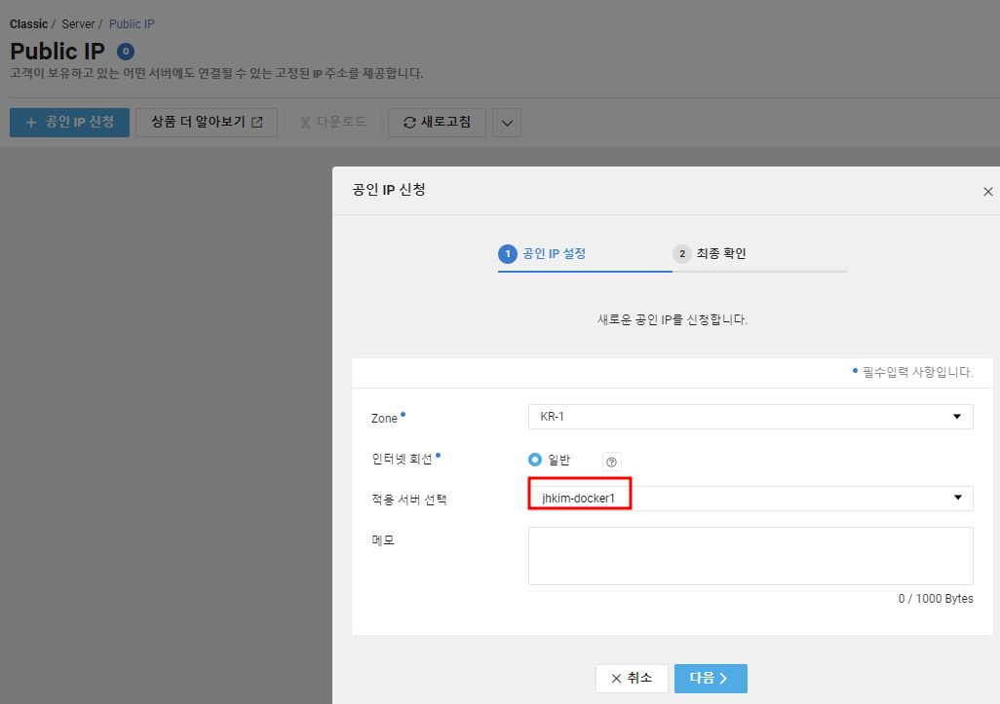 Classic / Server / Public IP
Public IP 0
고객이 보유하고 있는 어떤 서버에도 연결될 수 있는 고정된 IP 주소를 제공합니다.
+ 공인 IP 신청 상품 더 알아보기 다운로드 새로고침
공인 IP 신청
1 공인 IP 설정 2 최종 확인
새로운 공인 IP를 신청합니다.
• 필수입력 사항입니다.
Zone • KR-1
인터넷 회선 • 일반 ?
적용 서버 선택 jhkim-docker1
메모
0 / 1000 Bytes
취소 다음